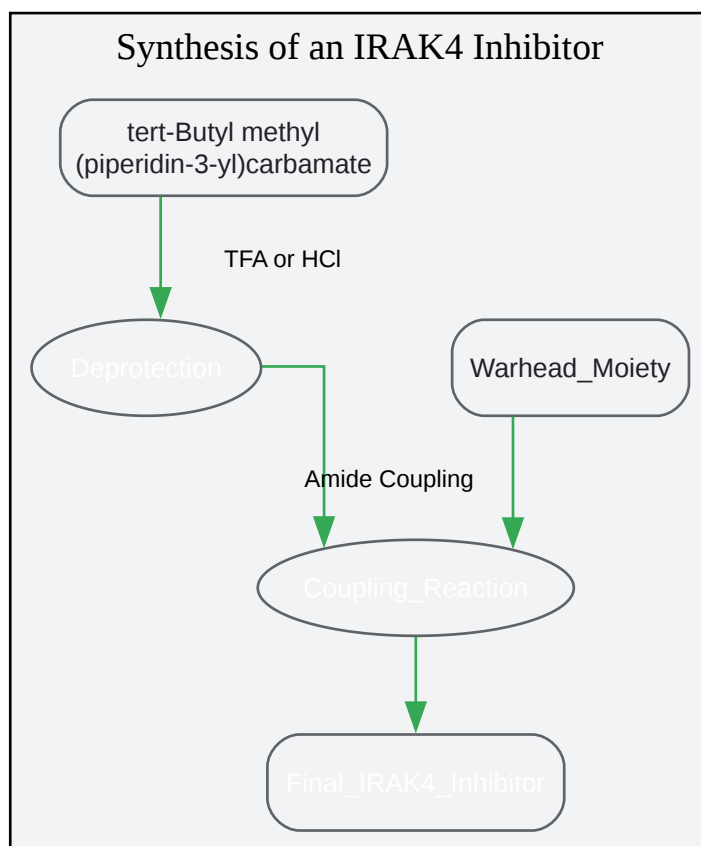 Synthesis of an IRAK4 Inhibitor
tert-Butyl methyl
(piperidin-3-yl)carbamate
TFA or HCl
Deprotection
Warhead_Moiety
Amide Coupling
Coupling_Reaction
Final_IRAK4_Inhibitor